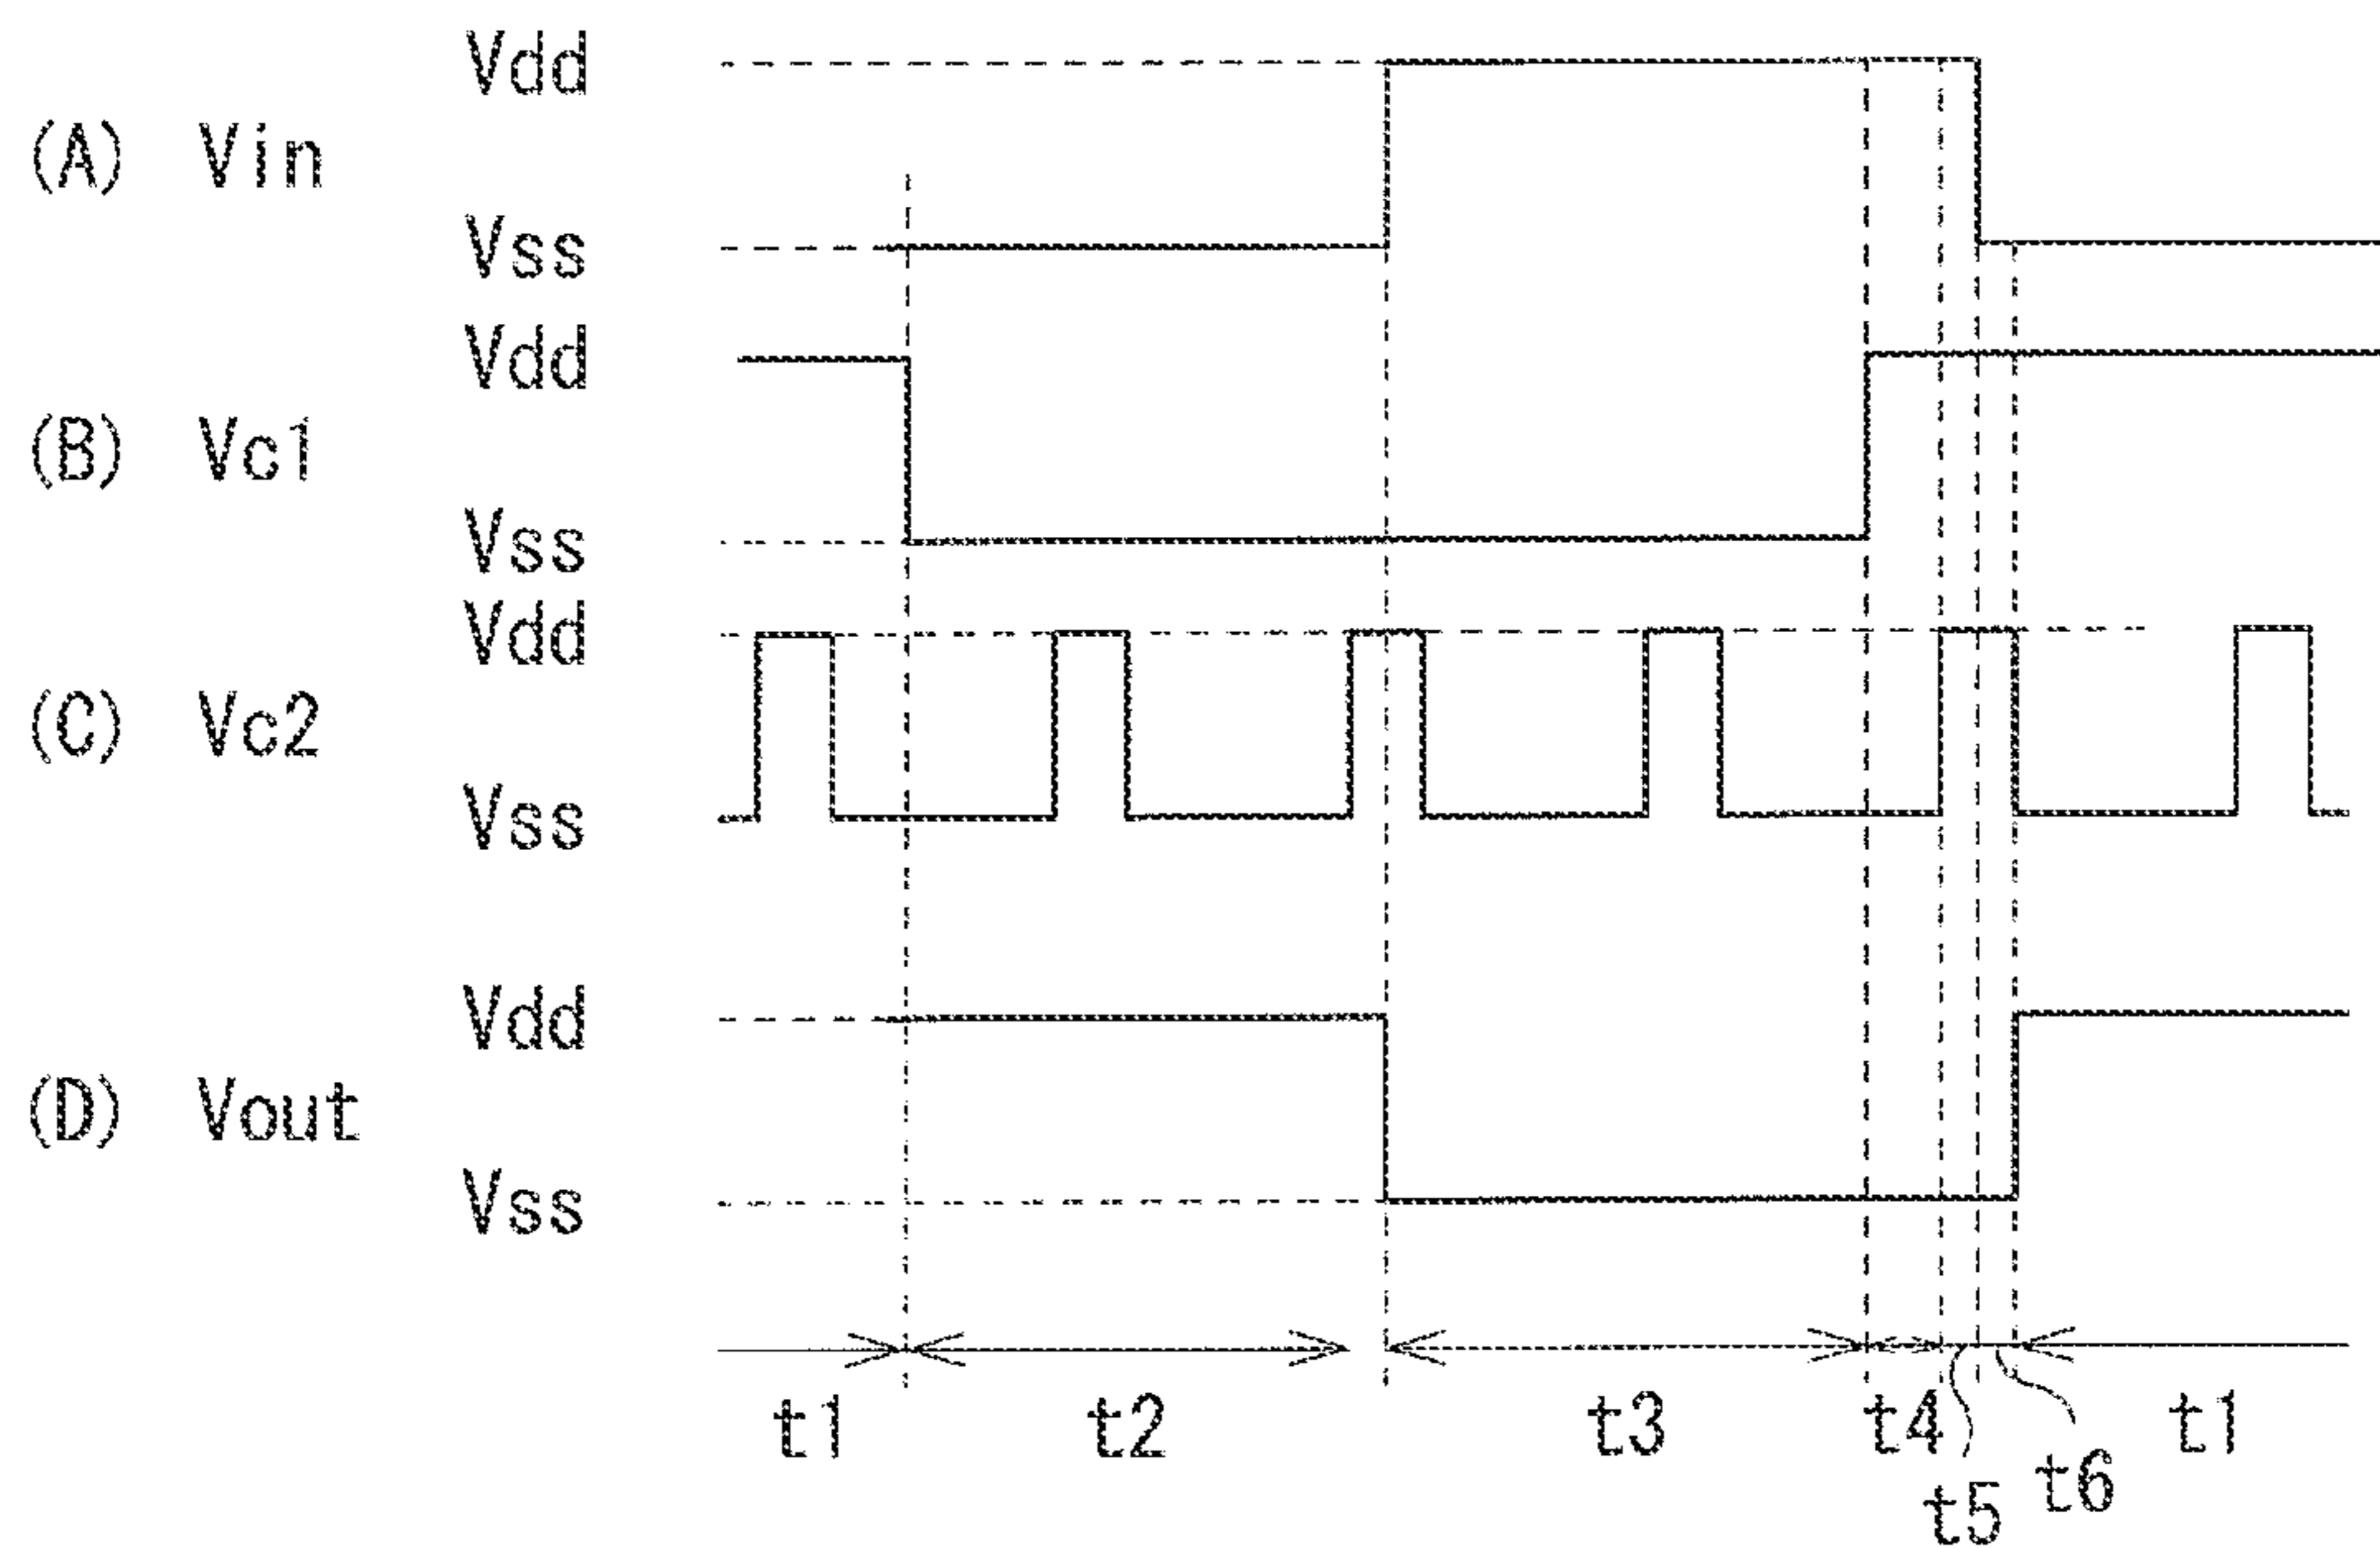 Vdd
(A) Vin
Vss
Vdd
(B) Vc1
Vss
Vdd
(C) Vc2
Vss
Vdd
(D) Vout
Vss
t1 t2 t3 t4 t1
t5 t6